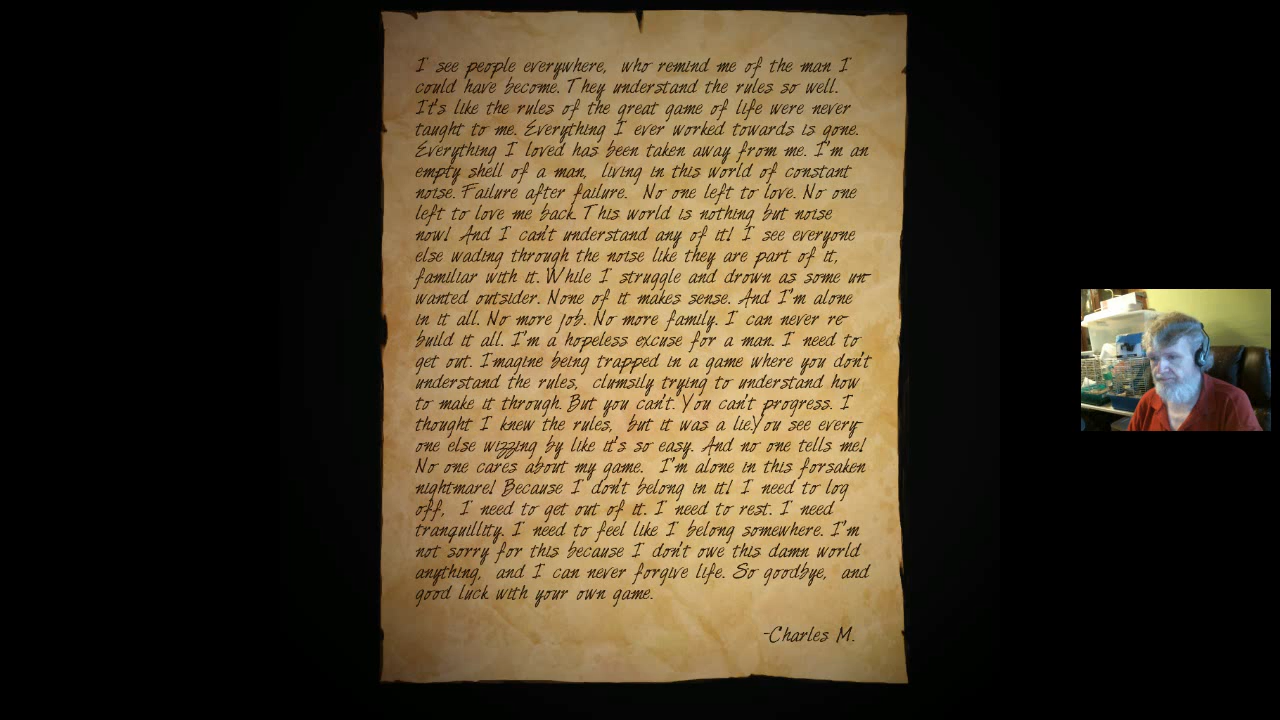 I see people everywhere, who remind me of the man I
could have become. They understand the rules so well.
It's like the rules of the great game of life were never
taught to me. Everything I ever worked towards is gone.
Everything I loved has been taken away from me. I'm an
empty shell of a man, living in this world of constant
noise. Failure after failure. No one left to love. No one
left to love me back. This world is nothing but noise
now! And I can't understand any of it! I see everyone
else wading through the noise like they are part of it,
familiar with it. While I struggle and drown as some un-
wanted outsider. None of it makes sense. And I'm alone
in it all. No more job. No more family. I can never re-
build it all. I'm a hopeless excuse for a man. I need to
get out. Imagine being trapped in a game where you don't
understand the rules, clumsily trying to understand how
to make it through. But you can't. You can't progress. I
thought I knew the rules, but it was a lie.You see every-
one else wizzing by like it's so easy. And no one tells me!
No one cares about my game. I'm alone in this forsaken
nightmare! Because I don't belong in it! I need to log
off, I need to get out of it. I need to rest. I need
tranquillity. I need to feel like I belong somewhere. I'm
not sorry for this because I don't owe this damn world
anything, and I can never forgive life. So goodbye, and
good luck with your own game.
-Charles M.